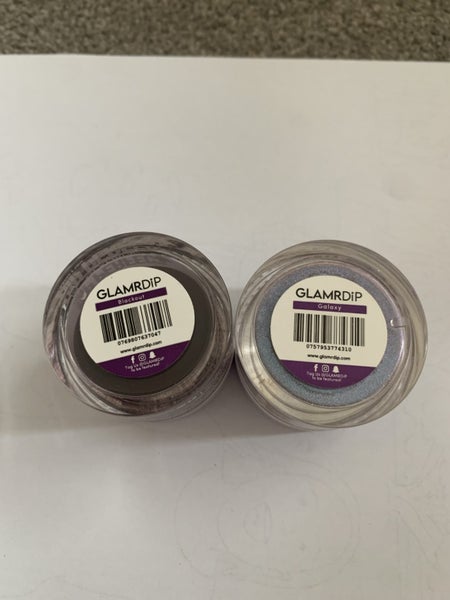 GLAMRDiP
Blackout
0769807637047
www.glamrdip.com
Tag Us @GLAMRDiP
To be featured!
GLAMRDiP
Galaxy
0757953774310
www.glamrdip.com
Tag Us @GLAMRDiP
To be featured!